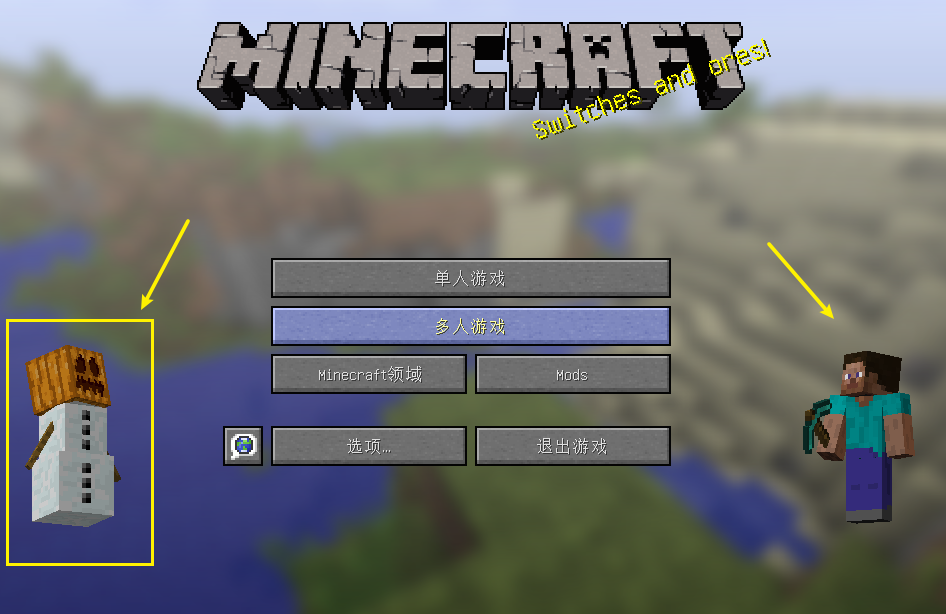 MINECRAFT
Switches and ores!
单人游戏
多人游戏
Minecraft领域
Mods
选项...
退出游戏